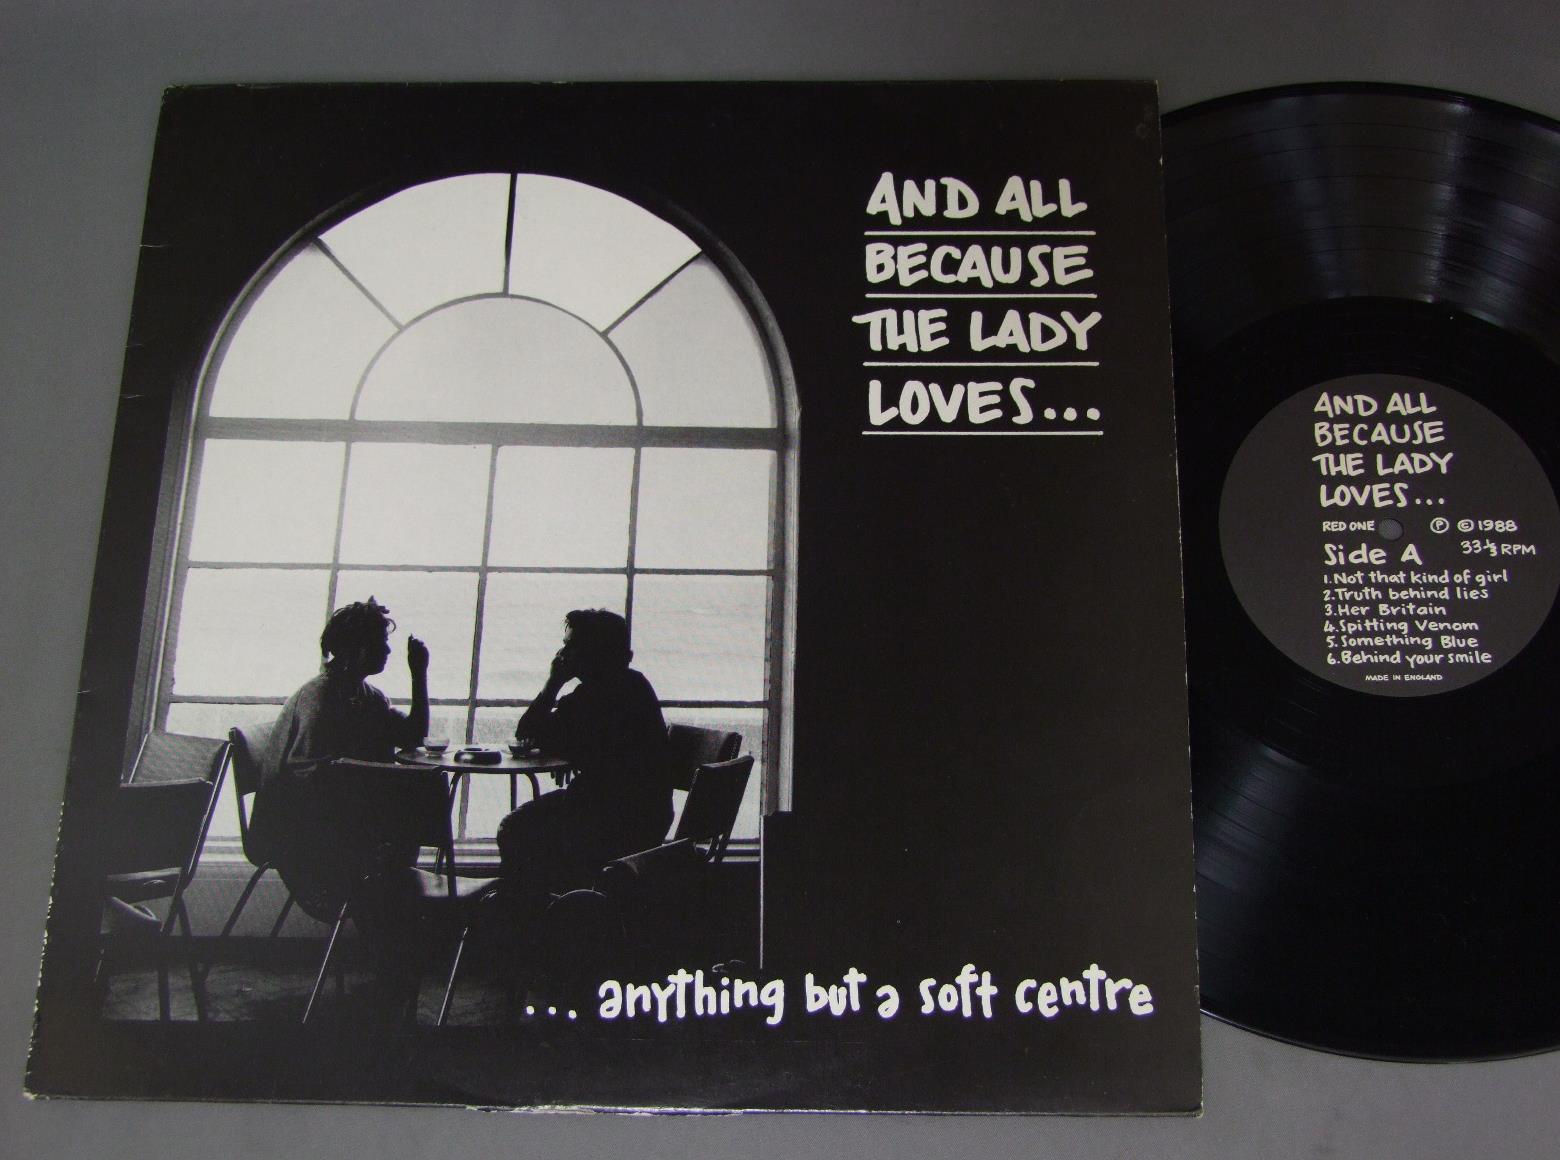 AND ALL
BECAUSE
THE LADY
LOVES...
... anything but a soft centre
AND ALL
BECAUSE
THE LADY
LOVES...
RED ONE Ⓟ © 1988
Side A 33⅓ RPM
1. Not that kind of girl
2. Truth behind lies
3. Her Britain
4. Spitting Venom
5. Something Blue
6. Behind your smile
MADE IN ENGLAND